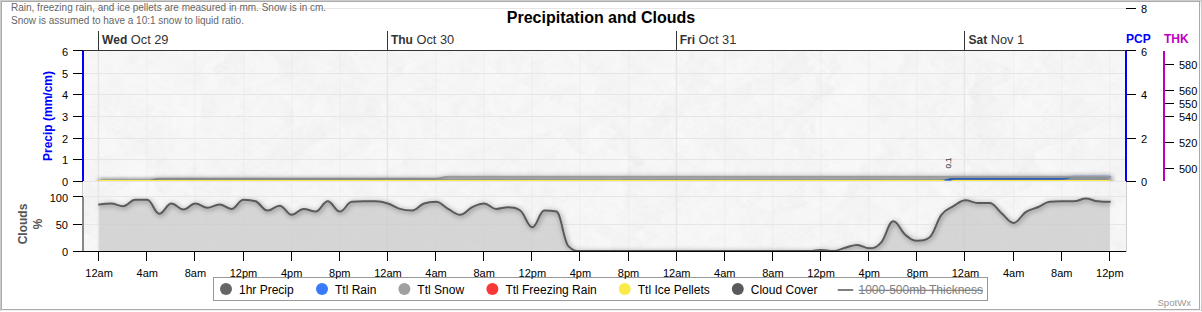 Rain, freezing rain, and ice pellets are measured in mm. Snow is in cm.
Snow is assumed to have a 10:1 snow to liquid ratio.
Precipitation and Clouds
8
Wed Oct 29 Thu Oct 30 Fri Oct 31 Sat Nov 1 PCP THK
6 6
5 580
4 4 560
550
3 540
2 2 520
1 0.1
500
0 0
Precip (mm/cm)
100
50
0
Clouds
%
12am 4am 8am 12pm 4pm 8pm 12am 4am 8am 12pm 4pm 8pm 12am 4am 8am 12pm 4pm 8pm 12am 4am 8am 12pm
1hr Precip Ttl Rain Ttl Snow Ttl Freezing Rain Ttl Ice Pellets Cloud Cover 1000-500mb Thickness
SpotWx